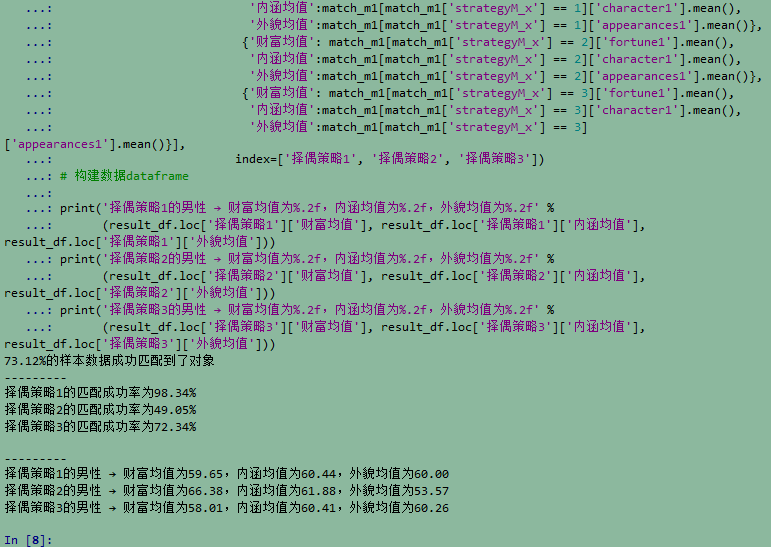 ...: '内涵均值':match_m1[match_m1['strategyM_x'] == 1]['character1'].mean(),
...: '外貌均值':match_m1[match_m1['strategyM_x'] == 1]['appearances1'].mean()},
...: {'财富均值': match_m1[match_m1['strategyM_x'] == 2]['fortune1'].mean(),
...: '内涵均值':match_m1[match_m1['strategyM_x'] == 2]['character1'].mean(),
...: '外貌均值':match_m1[match_m1['strategyM_x'] == 2]['appearances1'].mean()},
...: {'财富均值': match_m1[match_m1['strategyM_x'] == 3]['fortune1'].mean(),
...: '内涵均值':match_m1[match_m1['strategyM_x'] == 3]['character1'].mean(),
...: '外貌均值':match_m1[match_m1['strategyM_x'] == 3]
['appearances1'].mean()}],
...: index=['择偶策略1', '择偶策略2', '择偶策略3'])
...: # 构建数据dataframe
...:
...: print('择偶策略1的男性 → 财富均值为%.2f，内涵均值为%.2f，外貌均值为%.2f' %
...: (result_df.loc['择偶策略1']['财富均值'], result_df.loc['择偶策略1']['内涵均值'],
result_df.loc['择偶策略1']['外貌均值']))
...: print('择偶策略2的男性 → 财富均值为%.2f，内涵均值为%.2f，外貌均值为%.2f' %
...: (result_df.loc['择偶策略2']['财富均值'], result_df.loc['择偶策略2']['内涵均值'],
result_df.loc['择偶策略2']['外貌均值']))
...: print('择偶策略3的男性 → 财富均值为%.2f，内涵均值为%.2f，外貌均值为%.2f' %
...: (result_df.loc['择偶策略3']['财富均值'], result_df.loc['择偶策略3']['内涵均值'],
result_df.loc['择偶策略3']['外貌均值']))
73.12%的样本数据成功匹配到了对象
---------
择偶策略1的匹配成功率为98.34%
择偶策略2的匹配成功率为49.05%
择偶策略3的匹配成功率为72.34%
---------
择偶策略1的男性 → 财富均值为59.65，内涵均值为60.44，外貌均值为60.00
择偶策略2的男性 → 财富均值为66.38，内涵均值为61.88，外貌均值为53.57
择偶策略3的男性 → 财富均值为58.01，内涵均值为60.41，外貌均值为60.26
In [8]: